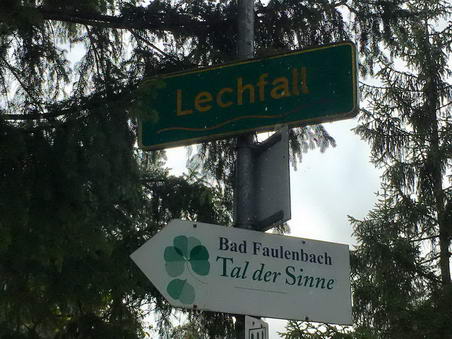 Lechfall
Bad Faulenbach
Tal der Sinne